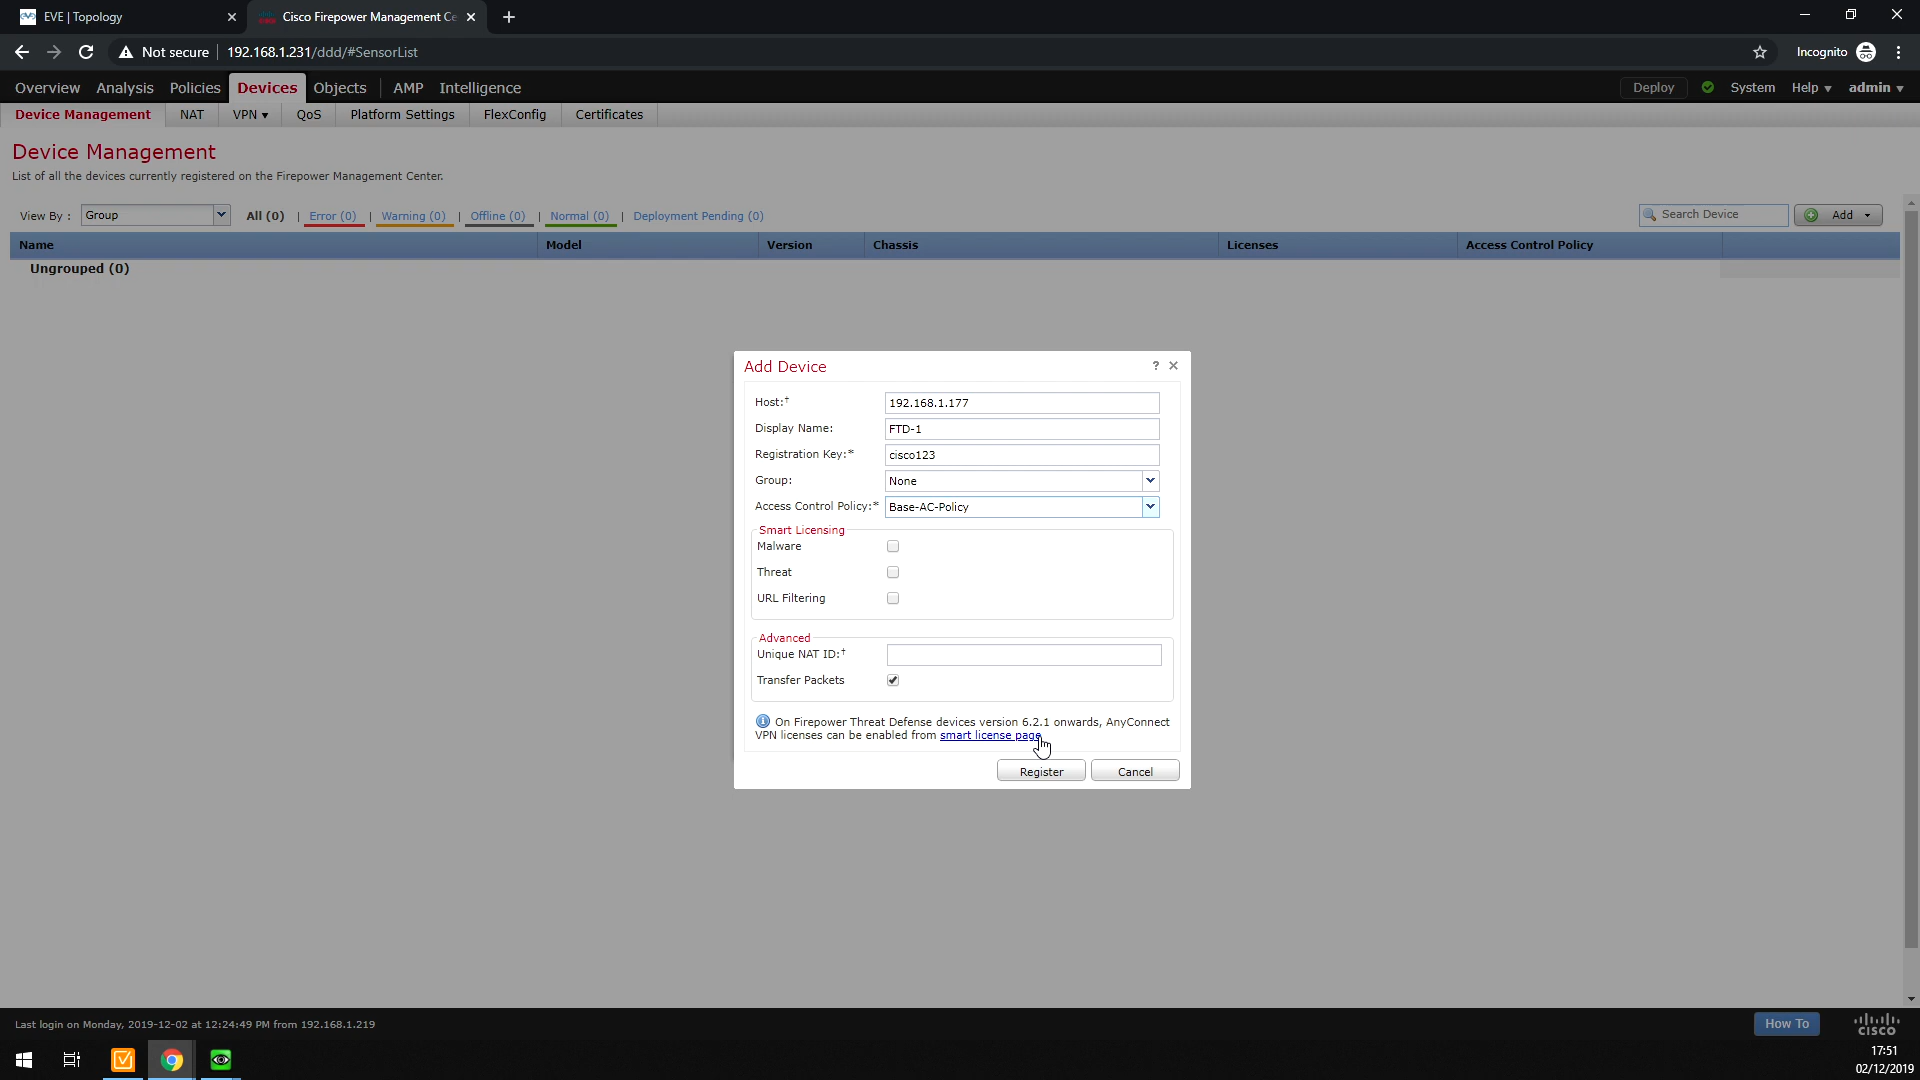 EVE | Topology
Cisco Firepower Management Ce
Not secure | 192.168.1.231/ddd/#SensorList
Incognito
Overview Analysis Policies Devices Objects AMP Intelligence
Deploy System Help admin
Device Management NAT VPN QoS Platform Settings FlexConfig Certificates
Device Management
List of all the devices currently registered on the Firepower Management Center.
View By : Group All (0) | Error (0) | Warning (0) | Offline (0) | Normal (0) | Deployment Pending (0)
Search Device Add
Name Model Version Chassis Licenses Access Control Policy
Ungrouped (0)
Add Device ?
Host:† 192.168.1.177
Display Name: FTD-1
Registration Key:* cisco123
Group: None
Access Control Policy:* Base-AC-Policy
Smart Licensing
Malware
Threat
URL Filtering
Advanced
Unique NAT ID:†
Transfer Packets
On Firepower Threat Defense devices version 6.2.1 onwards, AnyConnect
VPN licenses can be enabled from smart license page
Register Cancel
Last login on Monday, 2019-12-02 at 12:24:49 PM from 192.168.1.219
How To
cisco
17:51
02/12/2019